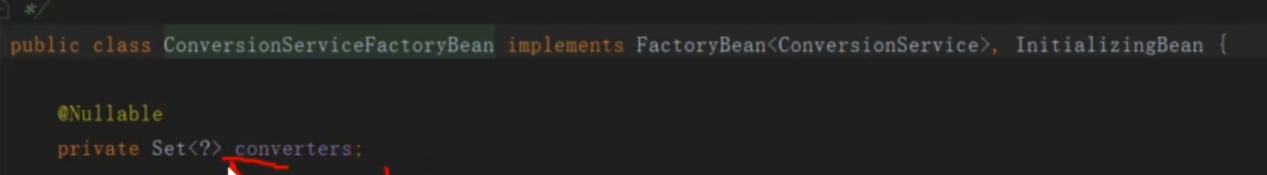 */
public class ConversionServiceFactoryBean implements FactoryBean<ConversionService>, InitializingBean {
@Nullable
private Set<?> converters;